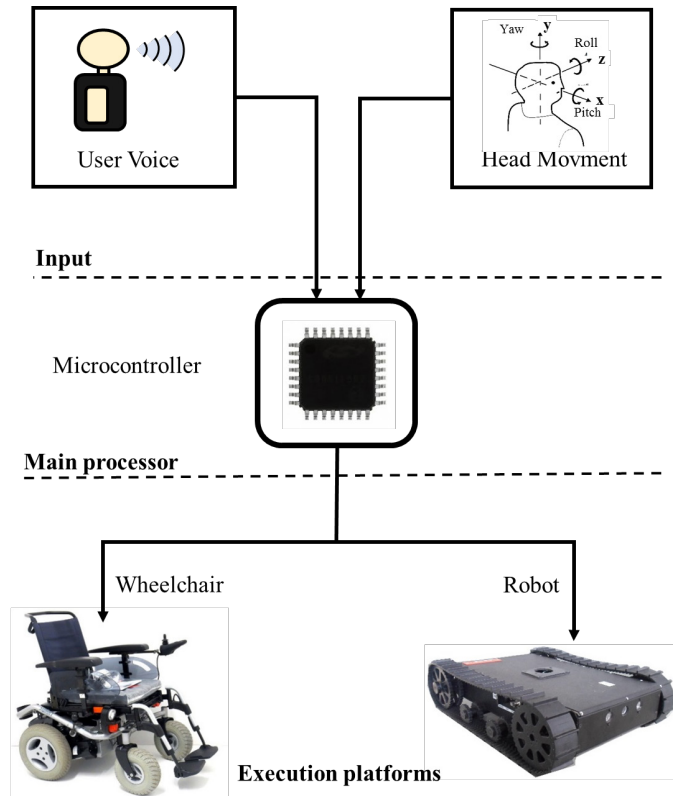 Yaw
y
Roll
z
x
Pitch
User Voice
Head Movment
Input
Microcontroller
Main processor
Wheelchair
Robot
Execution platforms